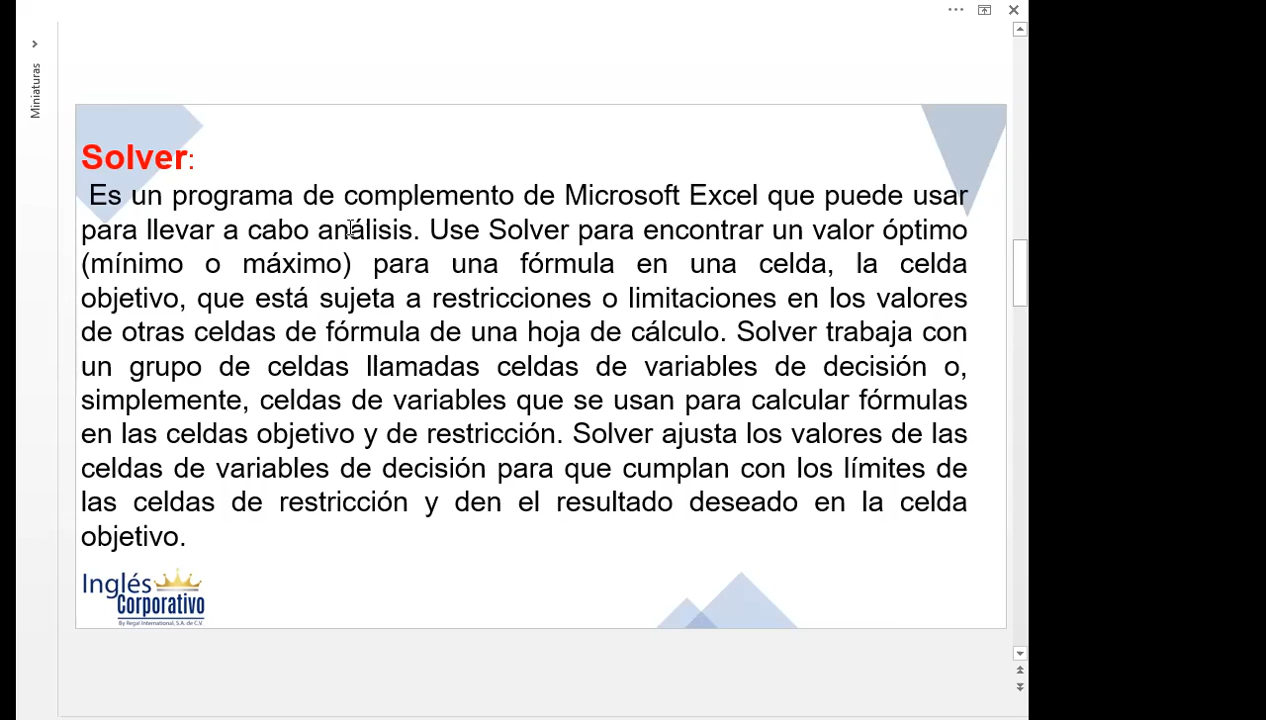 Miniaturas
Solver:
Es un programa de complemento de Microsoft Excel que puede usar
para llevar a cabo análisis. Use Solver para encontrar un valor óptimo
(mínimo o máximo) para una fórmula en una celda, la celda
objetivo, que está sujeta a restricciones o limitaciones en los valores
de otras celdas de fórmula de una hoja de cálculo. Solver trabaja con
un grupo de celdas llamadas celdas de variables de decisión o,
simplemente, celdas de variables que se usan para calcular fórmulas
en las celdas objetivo y de restricción. Solver ajusta los valores de las
celdas de variables de decisión para que cumplan con los límites de
las celdas de restricción y den el resultado deseado en la celda
objetivo.
Inglés
Corporativo
By Regal International, S.A. de C.V.